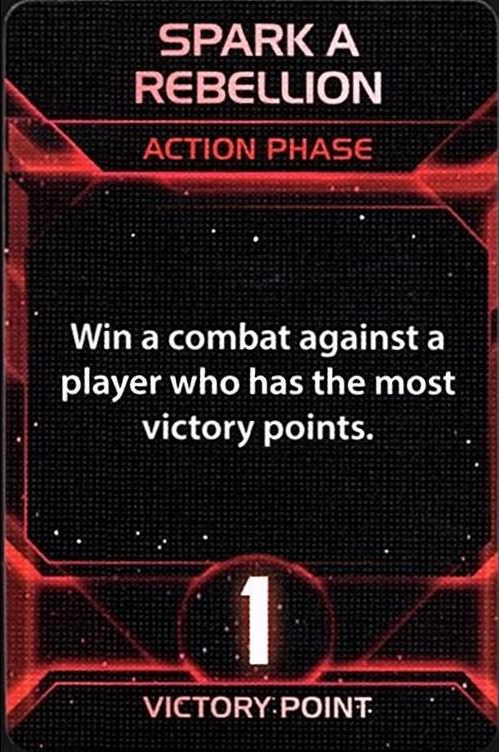 SPARK A
REBELLION
ACTION PHASE
Win a combat against a
player who has the most
victory points.
1
VICTORY POINT